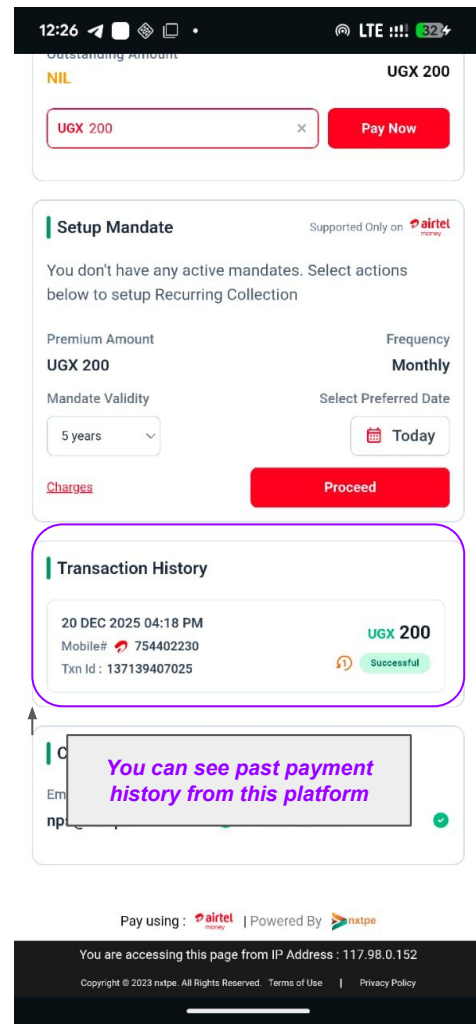 12:26
LTE
32
Outstanding Amount
NIL
UGX 200
UGX 200 ×
Pay Now
Setup Mandate
Supported Only on airtel money
You don't have any active mandates. Select actions
below to setup Recurring Collection
Premium Amount
Frequency
UGX 200
Monthly
Mandate Validity
Select Preferred Date
5 years
Today
Charges
Proceed
Transaction History
20 DEC 2025 04:18 PM
Mobile# 754402230
Txn Id : 137139407025
UGX 200
1 Successful
You can see past payment
history from this platform
Pay using : airtel money | Powered By nxtpe
You are accessing this page from IP Address : 117.98.0.152
Copyright © 2023 nxtpe. All Rights Reserved. Terms of Use | Privacy Policy